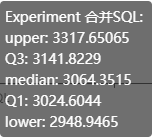 Experiment 合并SQL:
upper: 3317.65065
Q3: 3141.8229
median: 3064.3515
Q1: 3024.6044
lower: 2948.9465